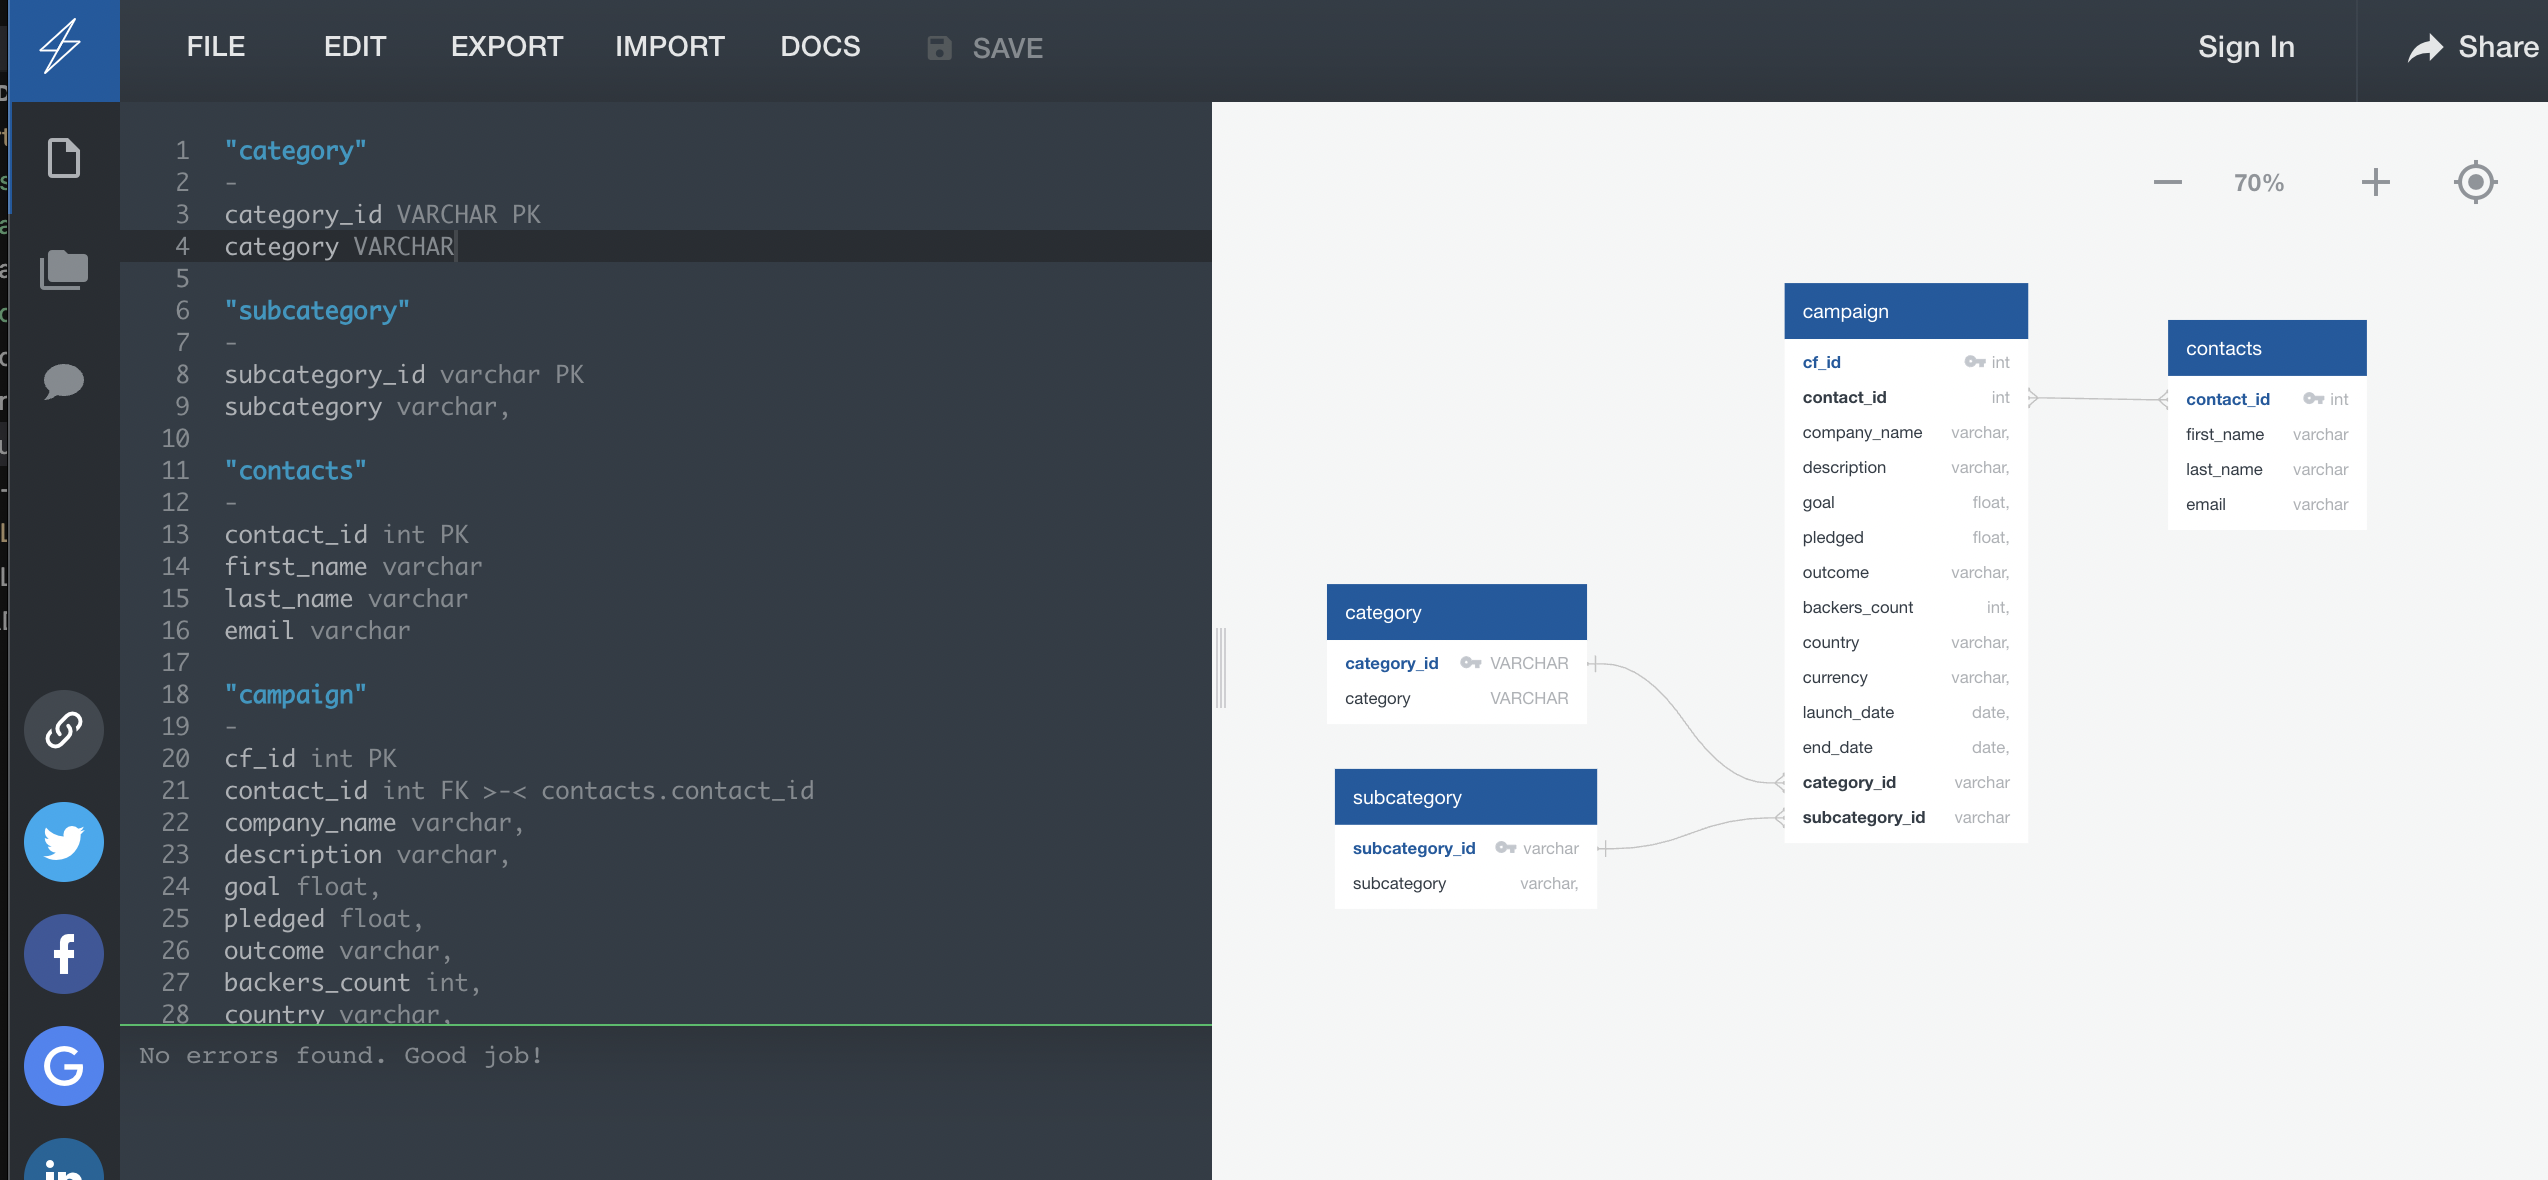 FILE EDIT EXPORT IMPORT DOCS SAVE Sign In Share
1 "category"
2 -
3 category_id VARCHAR PK
4 category VARCHAR
5
6 "subcategory"
7 -
8 subcategory_id varchar PK
9 subcategory varchar,
10
11 "contacts"
12 -
13 contact_id int PK
14 first_name varchar
15 last_name varchar
16 email varchar
17
18 "campaign"
19 -
20 cf_id int PK
21 contact_id int FK >-< contacts.contact_id
22 company_name varchar,
23 description varchar,
24 goal float,
25 pledged float,
26 outcome varchar,
27 backers_count int,
28 country varchar,
No errors found. Good job!
70%
campaign
cf_id int
contact_id int
company_name varchar,
description varchar,
goal float,
pledged float,
outcome varchar,
backers_count int,
country varchar,
currency varchar,
launch_date date,
end_date date,
category_id varchar
subcategory_id varchar
contacts
contact_id int
first_name varchar
last_name varchar
email varchar
category
category_id VARCHAR
category VARCHAR
subcategory
subcategory_id varchar
subcategory varchar,